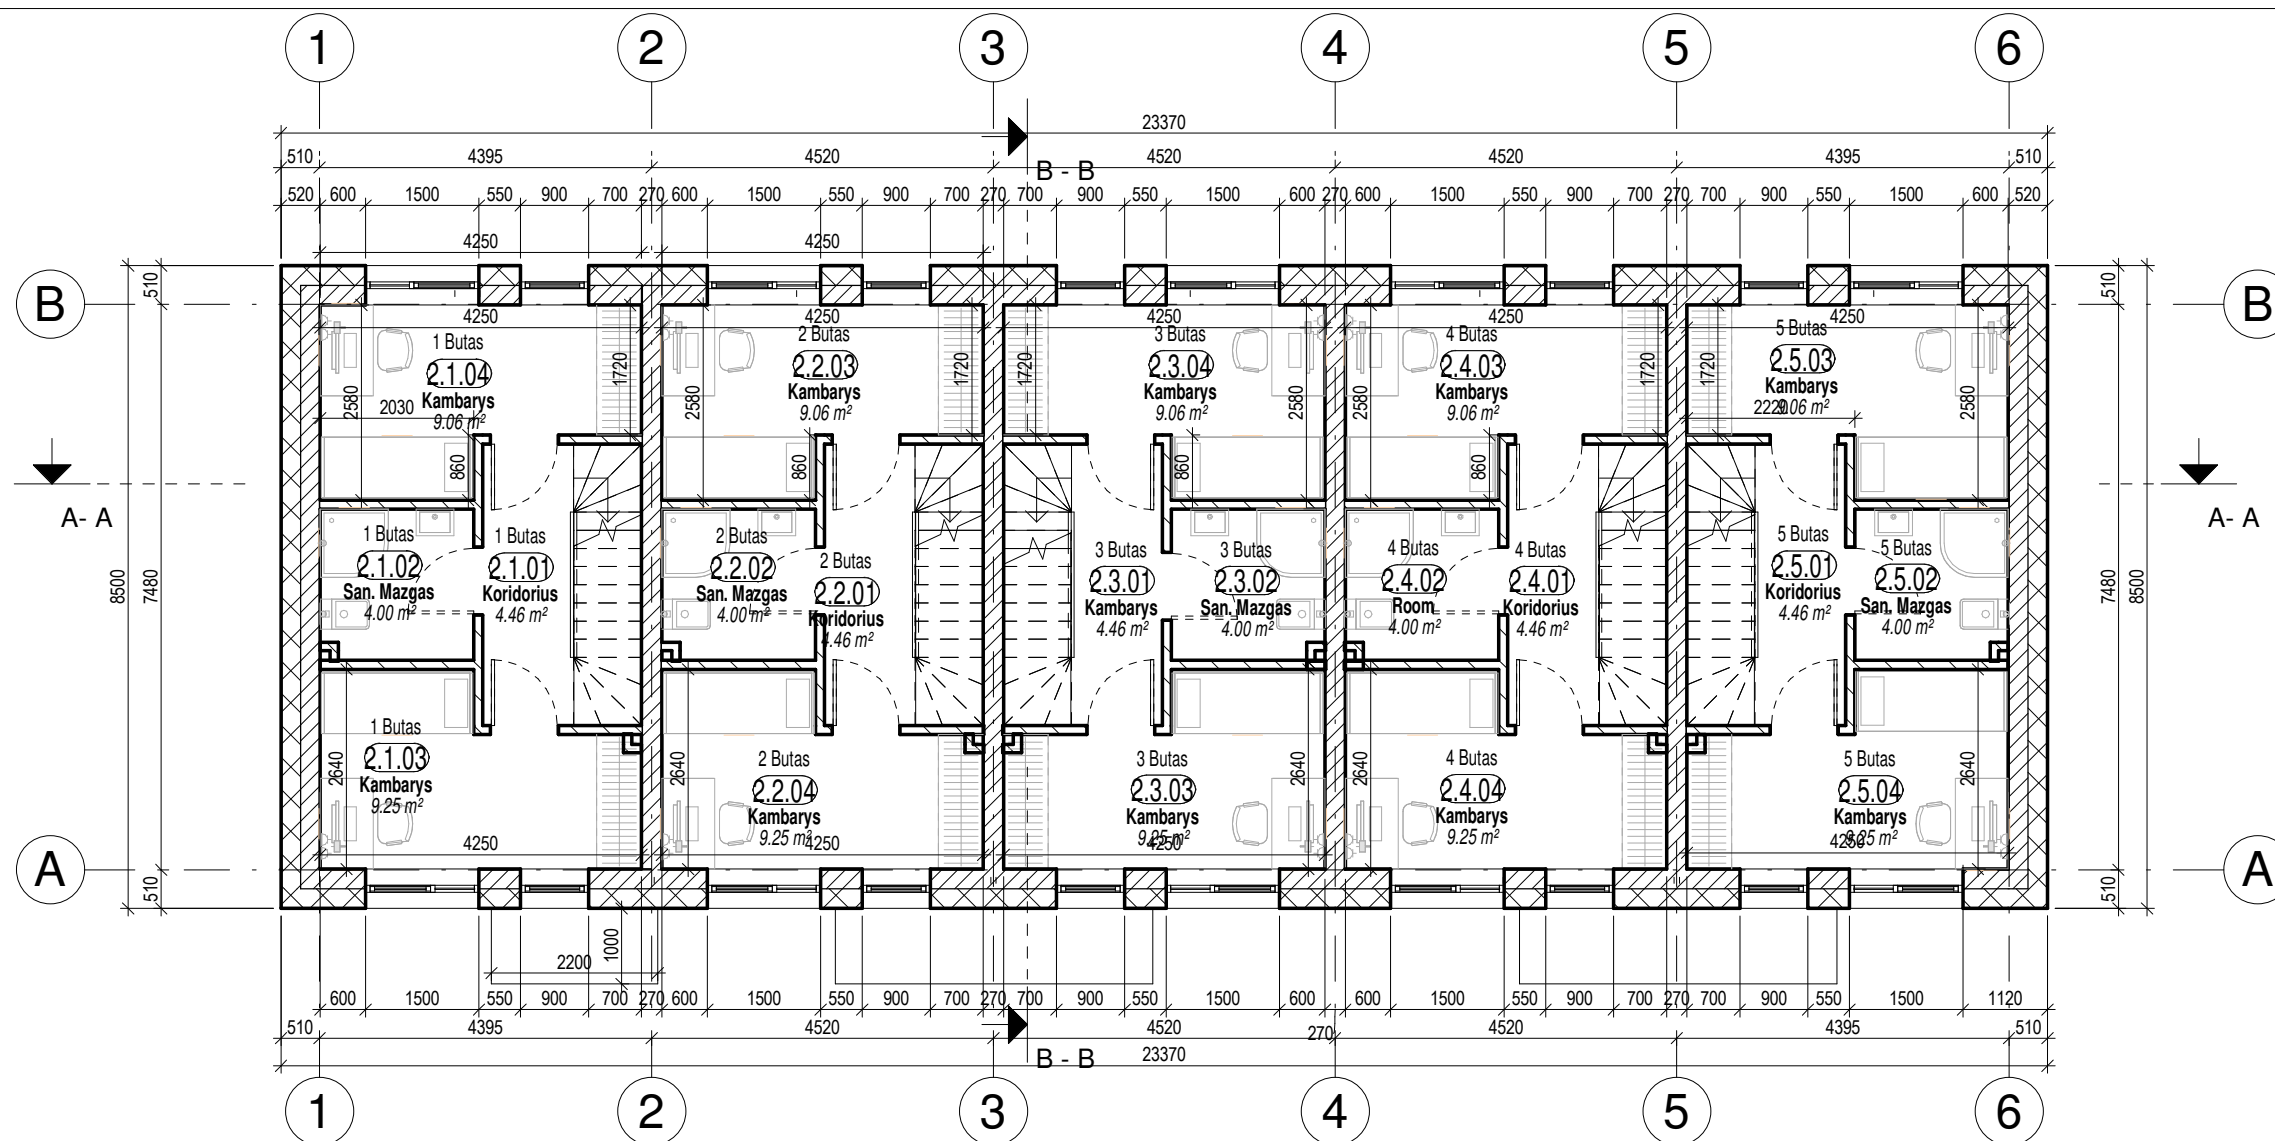 1 2 3 4 5 6
23370
510 4395 4520 4520 4520 4395 510
B - B
520 600 1500 550 900 700 270 600 1500 550 900 700 270 700 900 550 1500 600 270 600 1500 550 900 700 270 700 900 550 1500 600 520
4250 4250
B B
510 510
4250 4250 4250 4250 4250
1 Butas
2.1.04
Kambarys
9.06 m²
2 Butas
2.2.03
Kambarys
9.06 m²
3 Butas
2.3.04
Kambarys
9.06 m²
4 Butas
2.4.03
Kambarys
9.06 m²
5 Butas
2.5.03
Kambarys
9.06 m²
1720 1720 1720 1720 1720
2580 2580 2580 2580 2580
2030 2220
860 860 860 860
A- A A- A
8500 7480 7480 8500
1 Butas
2.1.02
San. Mazgas
4.00 m²
1 Butas
2.1.01
Koridorius
4.46 m²
2 Butas
2.2.02
San. Mazgas
4.00 m²
2 Butas
2.2.01
Koridorius
4.46 m²
3 Butas
2.3.01
Kambarys
4.46 m²
3 Butas
2.3.02
San. Mazgas
4.00 m²
4 Butas
2.4.02
Room
4.00 m²
4 Butas
2.4.01
Koridorius
4.46 m²
5 Butas
2.5.01
Koridorius
4.46 m²
5 Butas
2.5.02
San. Mazgas
4.00 m²
1 Butas
2.1.03
Kambarys
9.25 m²
2 Butas
2.2.04
Kambarys
9.25 m²
3 Butas
2.3.03
Kambarys
9.25 m²
4 Butas
2.4.04
Kambarys
9.25 m²
5 Butas
2.5.04
Kambarys
9.25 m²
2640 2640 2640 2640 2640
4250 4250 4250 4250
A A
510 510
1000
2200
600 1500 550 900 700 270 600 1500 550 900 700 270 700 900 550 1500 600 600 1500 550 900 700 270 700 900 550 1500 1120
510 4395 4520 4520 270 4520 4395 510
B - B
23370
1 2 3 4 5 6